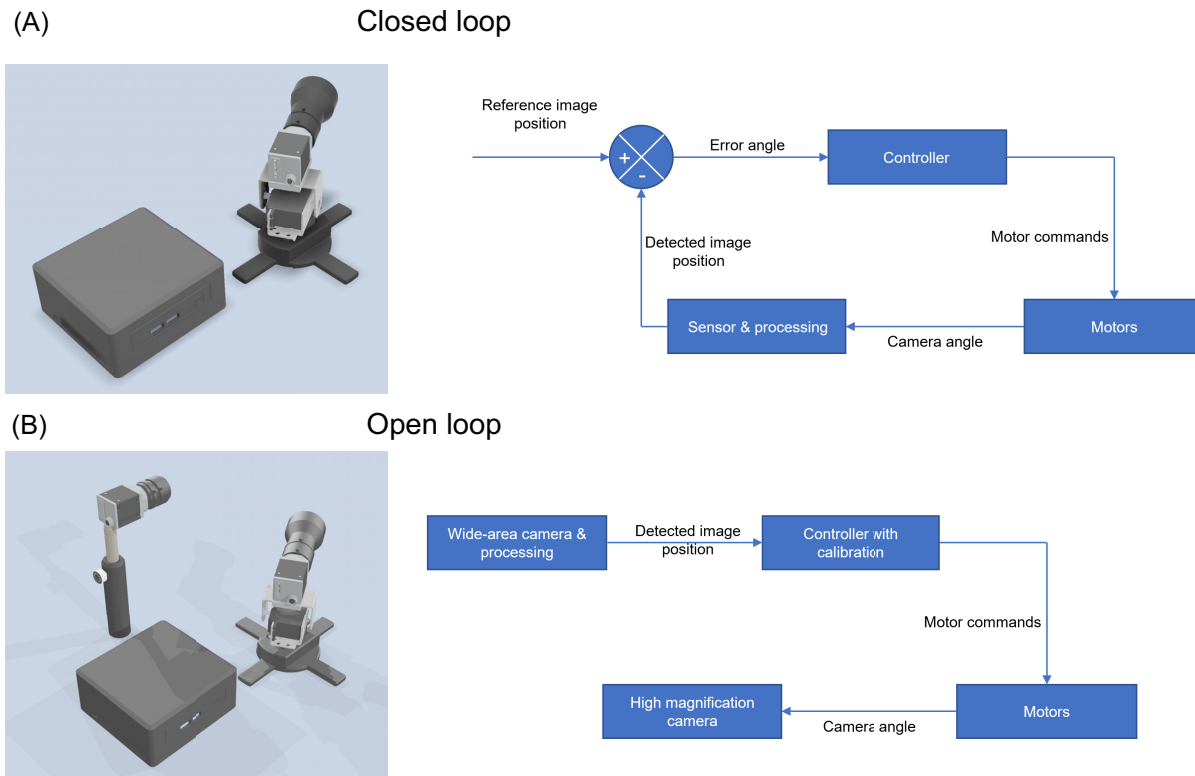 (A)
Closed loop
Reference image
position
+
-
Error angle
Controller
Motor commands
Detected image
position
Sensor & processing
Camera angle
Motors
(B)
Open loop
Wide-area camera &
processing
Detected image
position
Controller with
calibration
Motor commands
High magnification
camera
Camera angle
Motors